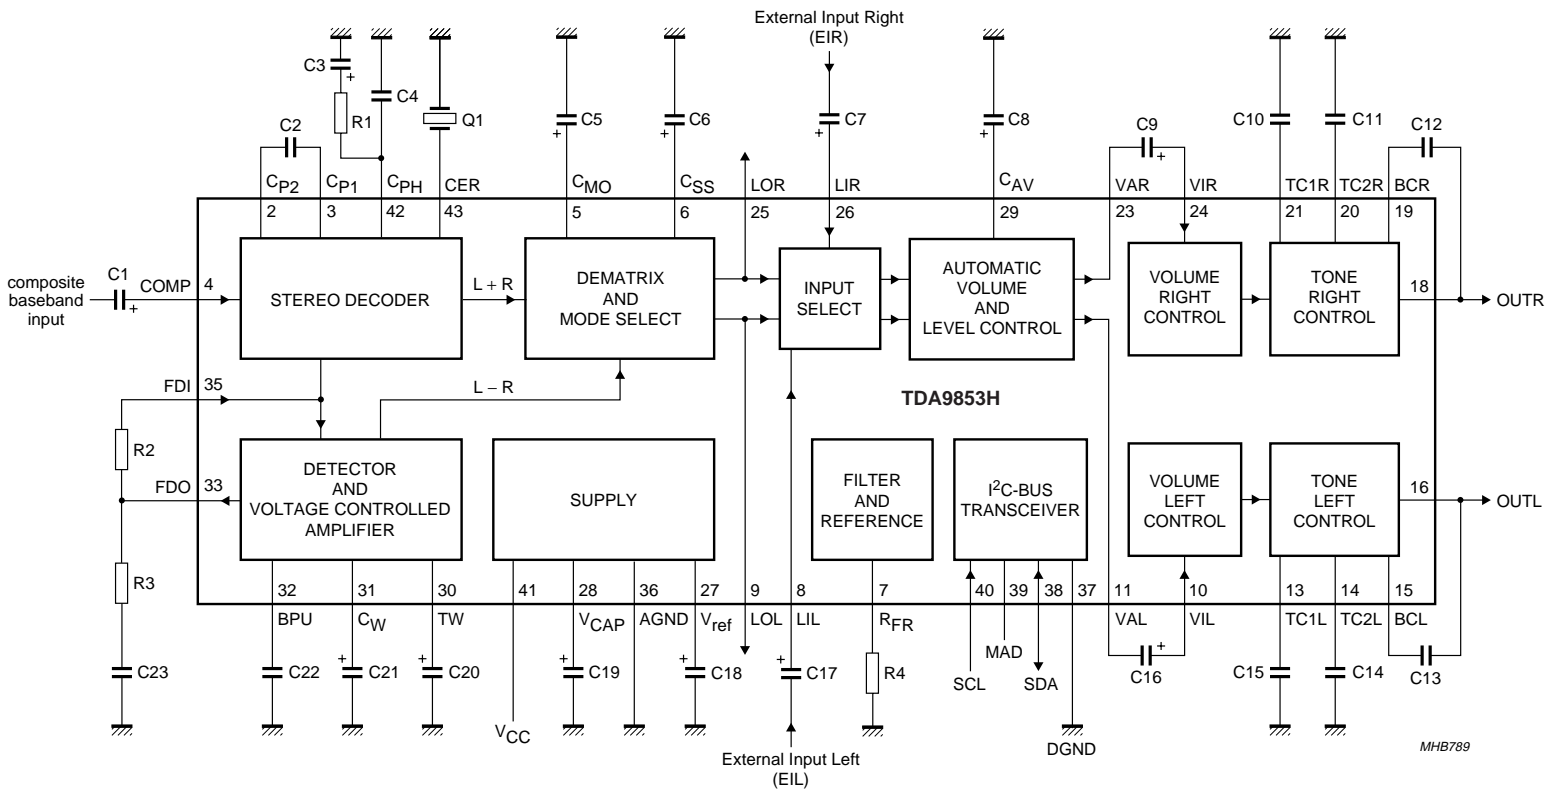 External Input Right
(EIR)
C3
C4
R1
Q1
C5
C6
C7
C8
C2
C9
C10
C11
C12
CP2
CP1
CPH
CER
CMO
CSS
LOR
LIR
CAV
VAR
VIR
TC1R
TC2R
BCR
2
3
42
43
5
6
25
26
29
23
24
21
20
19
composite
baseband
input
C1
+
COMP
4
STEREO DECODER
L + R
DEMATRIX
AND
MODE SELECT
INPUT
SELECT
AUTOMATIC
VOLUME
AND
LEVEL CONTROL
VOLUME
RIGHT
CONTROL
TONE
RIGHT
CONTROL
18
OUTR
FDI
35
L − R
TDA9853H
R2
FDO
33
DETECTOR
AND
VOLTAGE CONTROLLED
AMPLIFIER
SUPPLY
FILTER
AND
REFERENCE
I2C-BUS
TRANSCEIVER
VOLUME
LEFT
CONTROL
TONE
LEFT
CONTROL
16
OUTL
R3
32
31
30
41
28
36
27
9
8
7
40
39
38
37
11
10
13
14
15
BPU
CW
TW
VCAP
AGND
Vref
LOL
LIL
RFR
VAL
VIL
TC1L
TC2L
BCL
MAD
C23
C22
+
C21
+
C20
+
C19
+
C18
+
C17
R4
SCL
SDA
C16
+
C15
C14
C13
VCC
DGND
External Input Left
(EIL)
MHB789